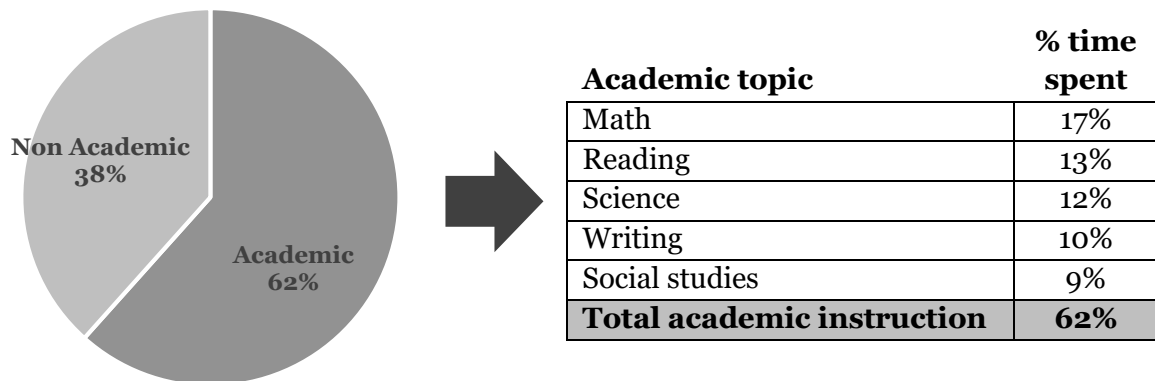 Non Academic
38%
Academic
62%
% time
spent
Academic topic
Math 17%
Reading 13%
Science 12%
Writing 10%
Social studies 9%
Total academic instruction 62%